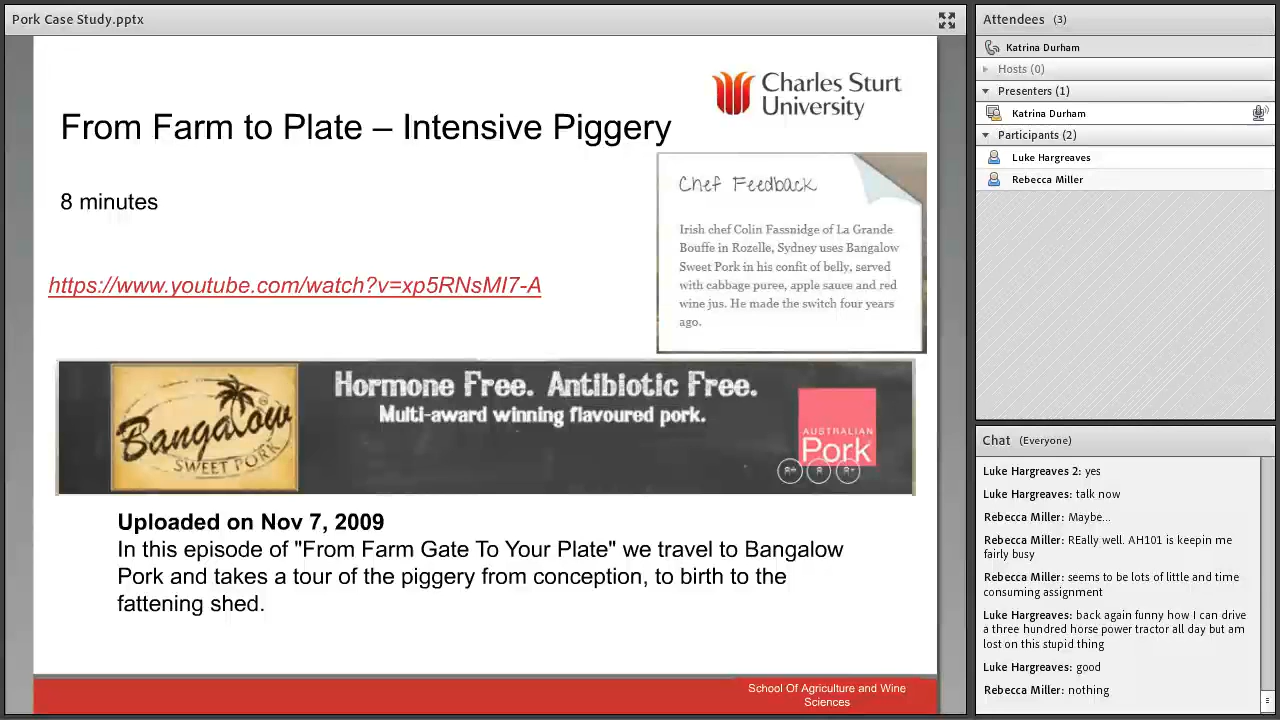 Pork Case Study.pptx
Charles Sturt
University
From Farm to Plate – Intensive Piggery
8 minutes
https://www.youtube.com/watch?v=xp5RNsMI7-A
Chef Feedback
Irish chef Colin Fassnidge of La Grande
Bouffe in Rozelle, Sydney uses Bangalow
Sweet Pork in his confit of belly, served
with cabbage puree, apple sauce and red
wine jus. He made the switch four years
ago.
Bangalow
SWEET PORK
Hormone Free. Antibiotic Free.
Multi-award winning flavoured pork.
AUSTRALIAN
Pork
Uploaded on Nov 7, 2009
In this episode of "From Farm Gate To Your Plate" we travel to Bangalow
Pork and takes a tour of the piggery from conception, to birth to the
fattening shed.
School Of Agriculture and Wine
Sciences
Attendees (3)
Katrina Durham
Hosts (0)
Presenters (1)
Katrina Durham
Participants (2)
Luke Hargreaves
Rebecca Miller
Chat (Everyone)
Luke Hargreaves 2: yes
Luke Hargreaves: talk now
Rebecca Miller: Maybe...
Rebecca Miller: REally well. AH101 is keepin me
fairly busy
Rebecca Miller: seems to be lots of little and time
consuming assignment
Luke Hargreaves: back again funny how I can drive
a three hundred horse power tractor all day but am
lost on this stupid thing
Luke Hargreaves: good
Rebecca Miller: nothing